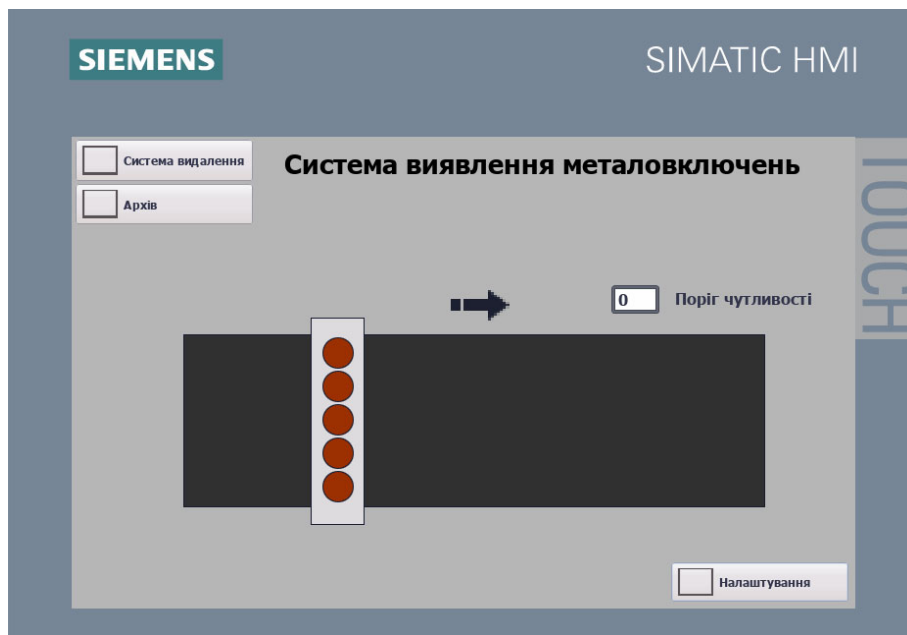 SIEMENS
SIMATIC HMI
TOUCH
Система видалення
Система виявлення металовключень
Архів
0 Поріг чутливості
Налаштування